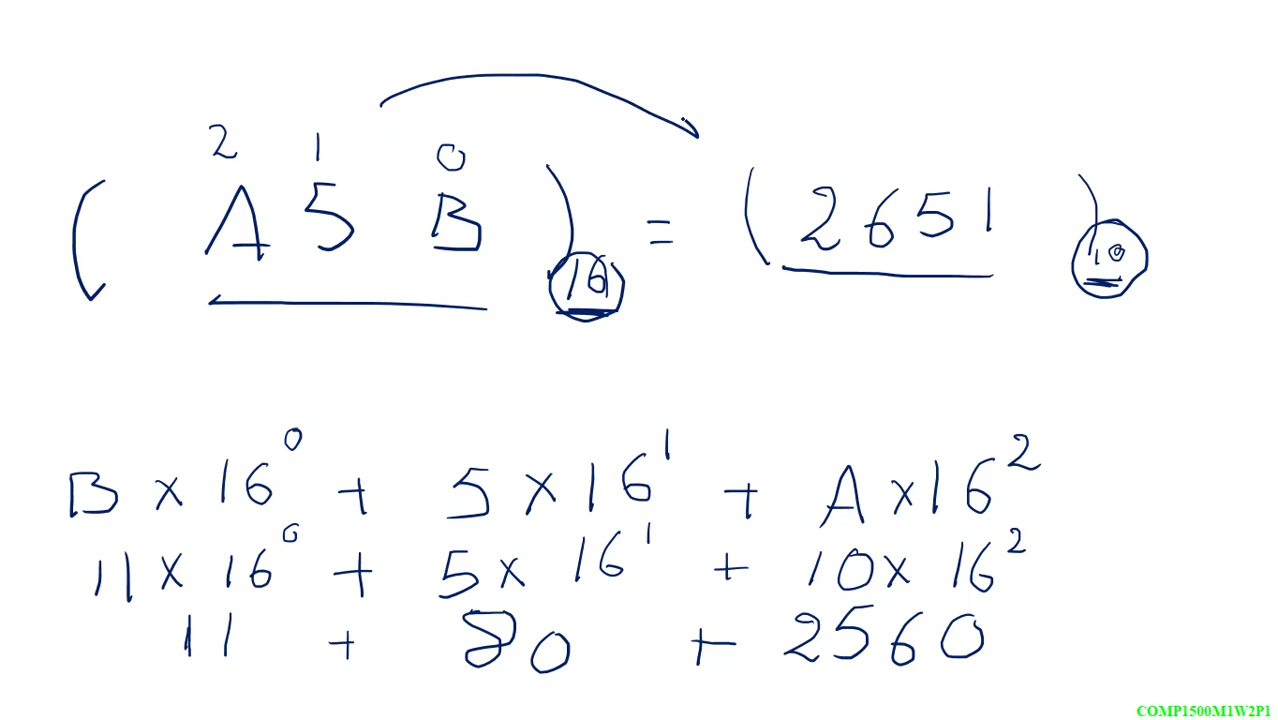 2 1 0
( A 5 B )16 = ( 2651 )10
B × 16^0 + 5 × 16^1 + A × 16^2
11 × 16^0 + 5 × 16^1 + 10 × 16^2
11 + 80 + 2560
COMP1500M1W2P1